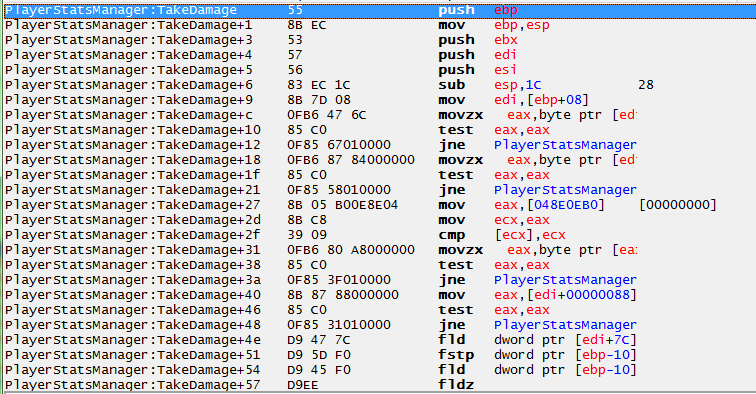 PlayerStatsManager:TakeDamage 55 push ebp
PlayerStatsManager:TakeDamage+1 8B EC mov ebp,esp
PlayerStatsManager:TakeDamage+3 53 push ebx
PlayerStatsManager:TakeDamage+4 57 push edi
PlayerStatsManager:TakeDamage+5 56 push esi
PlayerStatsManager:TakeDamage+6 83 EC 1C sub esp,1C 28
PlayerStatsManager:TakeDamage+9 8B 7D 08 mov edi,[ebp+08]
PlayerStatsManager:TakeDamage+c 0FB6 47 6C movzx eax,byte ptr [edi
PlayerStatsManager:TakeDamage+10 85 C0 test eax,eax
PlayerStatsManager:TakeDamage+12 0F85 67010000 jne PlayerStatsManager
PlayerStatsManager:TakeDamage+18 0FB6 87 84000000 movzx eax,byte ptr [edi
PlayerStatsManager:TakeDamage+1f 85 C0 test eax,eax
PlayerStatsManager:TakeDamage+21 0F85 58010000 jne PlayerStatsManager
PlayerStatsManager:TakeDamage+27 8B 05 B00E8E04 mov eax,[048E0EB0] [00000000]
PlayerStatsManager:TakeDamage+2d 8B C8 mov ecx,eax
PlayerStatsManager:TakeDamage+2f 39 09 cmp [ecx],ecx
PlayerStatsManager:TakeDamage+31 0FB6 80 A8000000 movzx eax,byte ptr [eax
PlayerStatsManager:TakeDamage+38 85 C0 test eax,eax
PlayerStatsManager:TakeDamage+3a 0F85 3F010000 jne PlayerStatsManager
PlayerStatsManager:TakeDamage+40 8B 87 88000000 mov eax,[edi+00000088]
PlayerStatsManager:TakeDamage+46 85 C0 test eax,eax
PlayerStatsManager:TakeDamage+48 0F85 31010000 jne PlayerStatsManager
PlayerStatsManager:TakeDamage+4e D9 47 7C fld dword ptr [edi+7C]
PlayerStatsManager:TakeDamage+51 D9 5D F0 fstp dword ptr [ebp-10]
PlayerStatsManager:TakeDamage+54 D9 45 F0 fld dword ptr [ebp-10]
PlayerStatsManager:TakeDamage+57 D9EE fldz